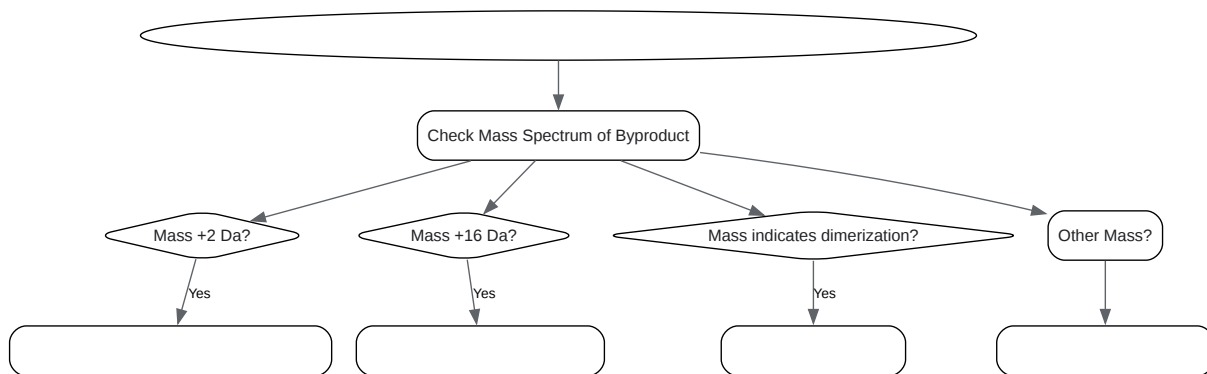 Check Mass Spectrum of Byproduct
Mass +2 Da?
Mass +16 Da?
Mass indicates dimerization?
Other Mass?
Yes
Yes
Yes